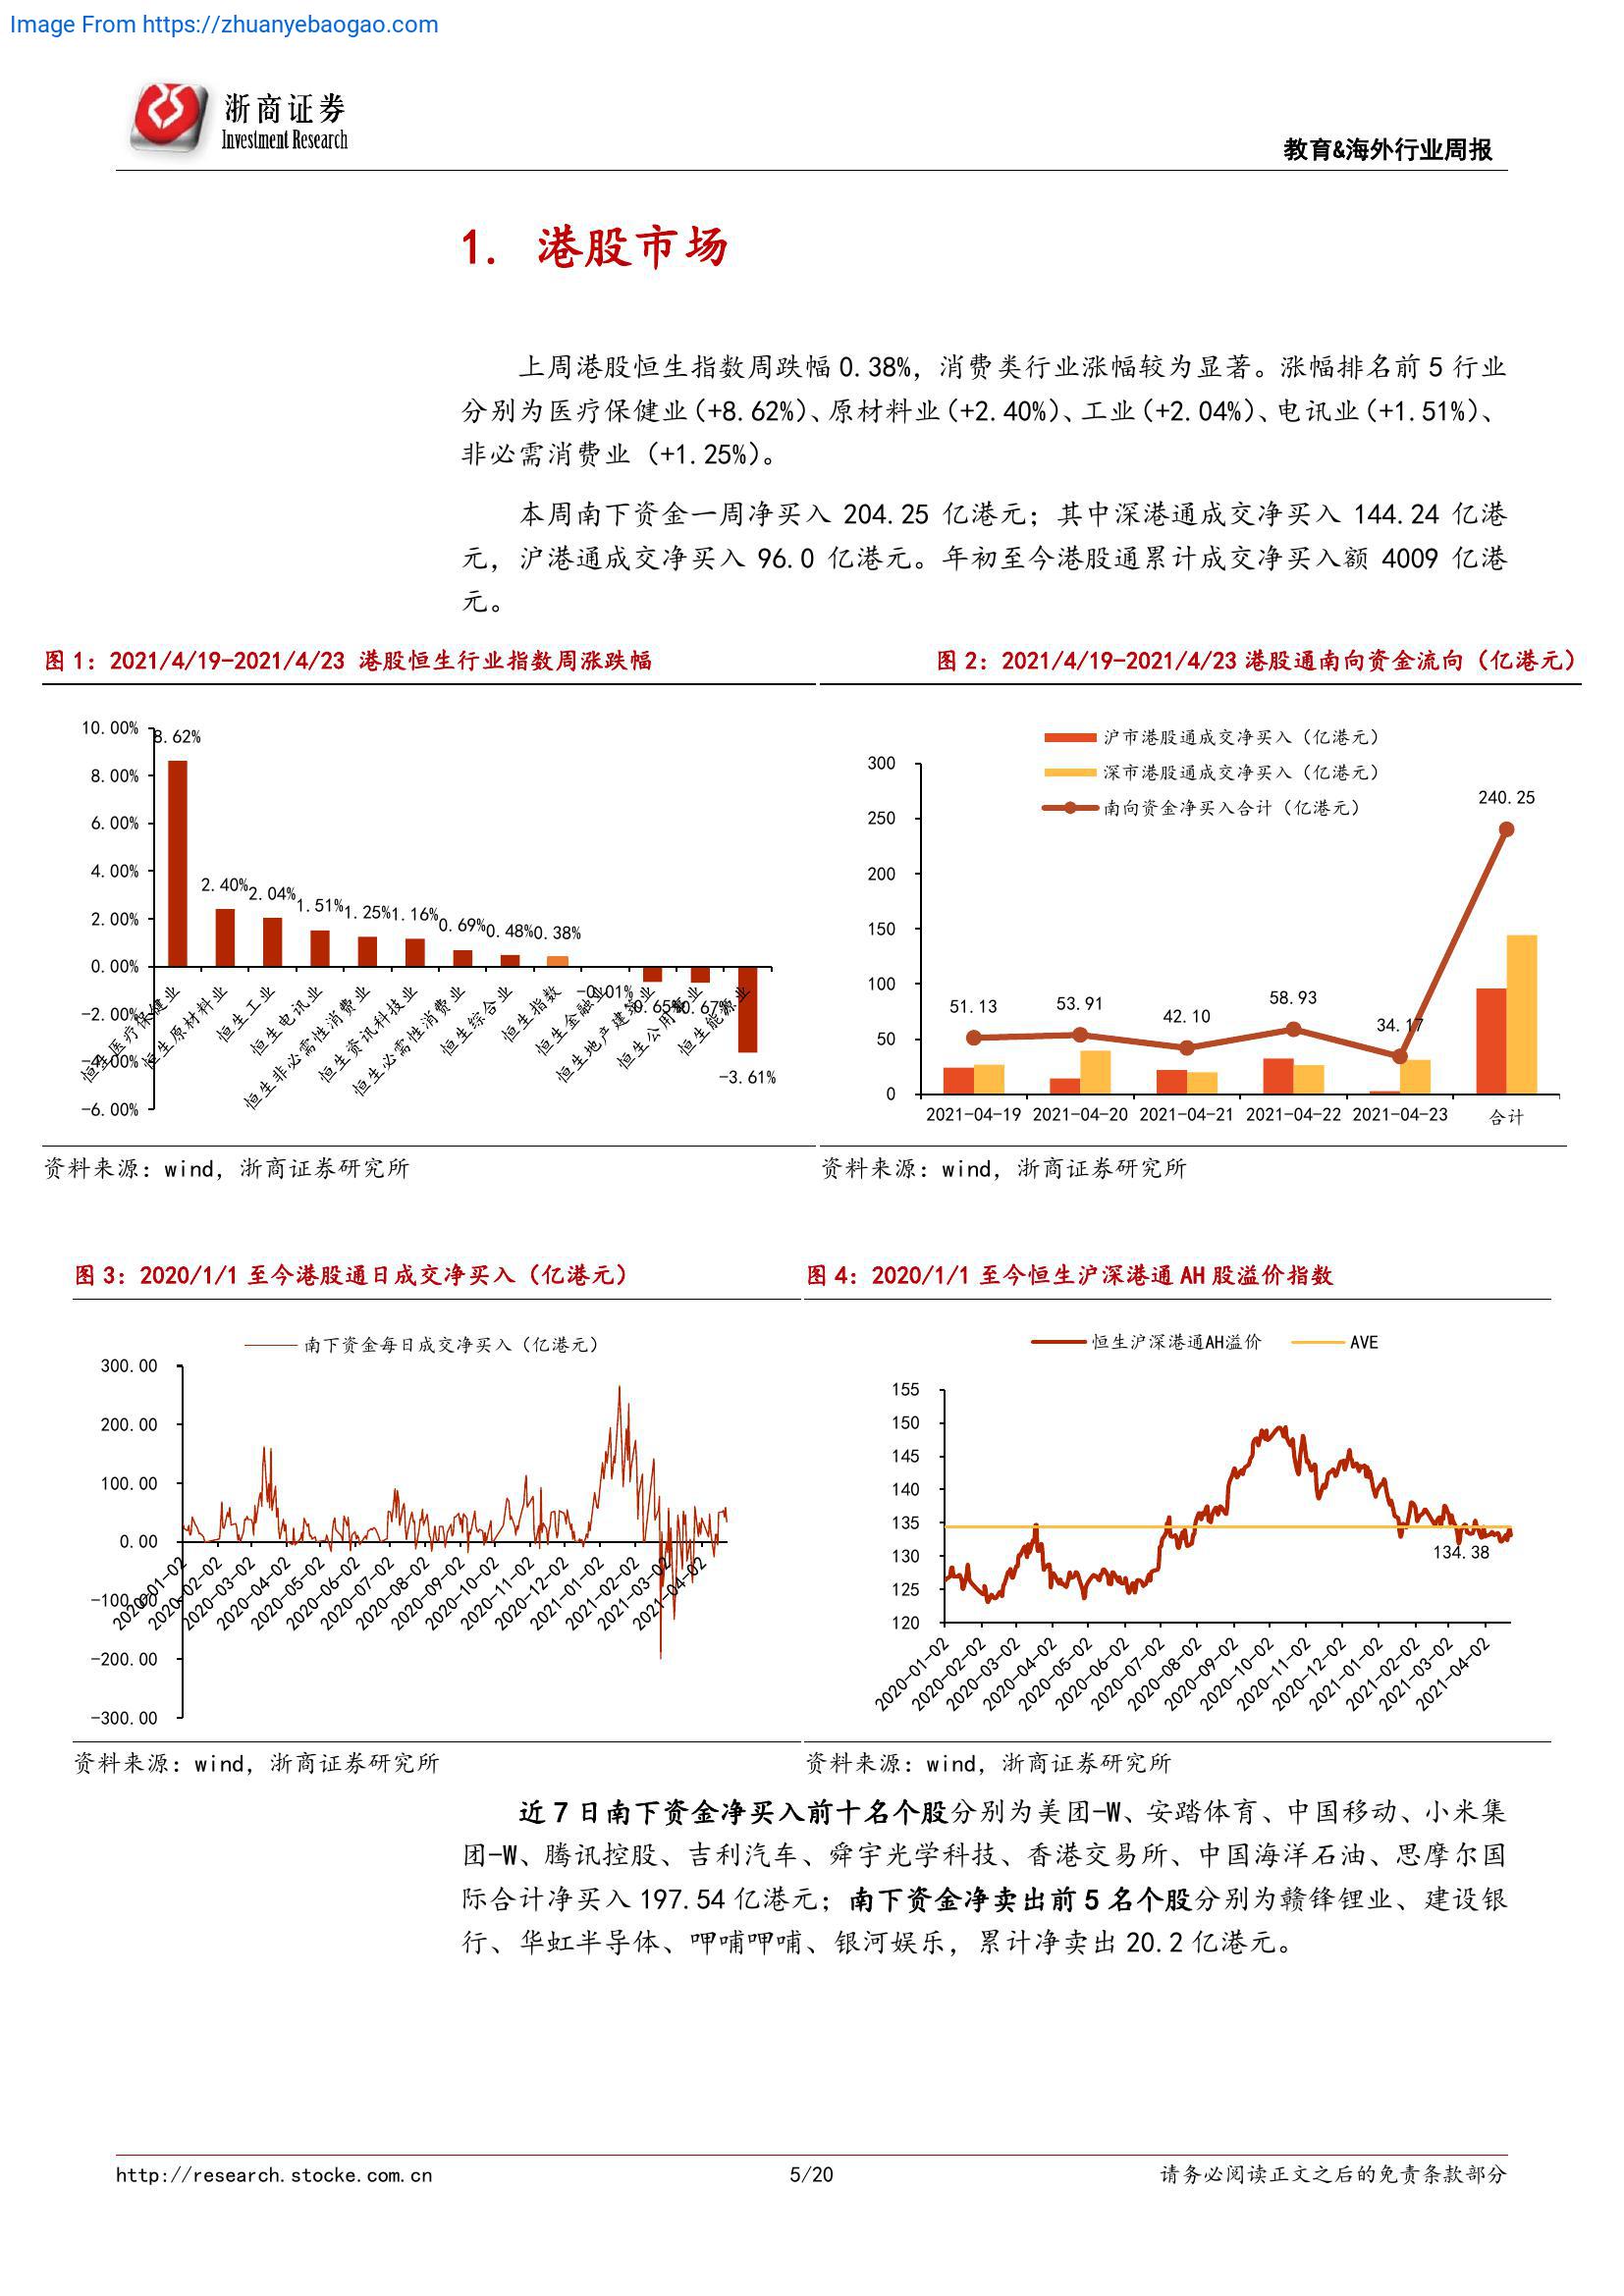 Image From https://zhuanyebaogao.com
浙商证券
Investment Research
教育&海外行业周报
1. 港股市场
上周港股恒生指数周跌幅 0.38%，消费类行业涨幅较为显著。涨幅排名前 5 行业
分别为医疗保健业（+8.62%）、原材料业（+2.40%）、工业（+2.04%）、电讯业（+1.51%）、
非必需消费业（+1.25%）。
本周南下资金一周净买入 204.25 亿港元；其中深港通成交净买入 144.24 亿港
元，沪港通成交净买入 96.0 亿港元。年初至今港股通累计成交净买入额 4009 亿港
元。
图 1：2021/4/19-2021/4/23 港股恒生行业指数周涨跌幅
10.00%
8.00%
6.00%
4.00%
2.00%
0.00%
-2.00%
-4.00%
-6.00%
8.62%
2.40%
2.04%
1.51%
1.25%
1.16%
0.69%
0.48%
0.38%
-0.01%
-0.65%
-0.67%
-3.61%
恒生医疗保健业
恒生原材料业
恒生工业
恒生电讯业
恒生非必需性消费业
恒生资讯科技业
恒生必需性消费业
恒生综合业
恒生指数
恒生金融业
恒生地产建筑业
恒生公用事业
恒生能源业
资料来源：wind，浙商证券研究所
图 2：2021/4/19-2021/4/23 港股通南向资金流向（亿港元）
沪市港股通成交净买入（亿港元）
深市港股通成交净买入（亿港元）
南向资金净买入合计（亿港元）
300
250
200
150
100
50
0
51.13
53.91
42.10
58.93
34.17
240.25
2021-04-19
2021-04-20
2021-04-21
2021-04-22
2021-04-23
合计
资料来源：wind，浙商证券研究所
图 3：2020/1/1 至今港股通日成交净买入（亿港元）
南下资金每日成交净买入（亿港元）
300.00
200.00
100.00
0.00
-100.00
-200.00
-300.00
2020-01-02
2020-02-02
2020-03-02
2020-04-02
2020-05-02
2020-06-02
2020-07-02
2020-08-02
2020-09-02
2020-10-02
2020-11-02
2020-12-02
2021-01-02
2021-02-02
2021-03-02
2021-04-02
资料来源：wind，浙商证券研究所
图 4：2020/1/1 至今恒生沪深港通 AH 股溢价指数
恒生沪深港通AH溢价
AVE
155
150
145
140
135
130
125
120
134.38
2020-01-02
2020-02-02
2020-03-02
2020-04-02
2020-05-02
2020-06-02
2020-07-02
2020-08-02
2020-09-02
2020-10-02
2020-11-02
2020-12-02
2021-01-02
2021-02-02
2021-03-02
2021-04-02
资料来源：wind，浙商证券研究所
近 7 日南下资金净买入前十名个股分别为美团-W、安踏体育、中国移动、小米集
团-W、腾讯控股、吉利汽车、舜宇光学科技、香港交易所、中国海洋石油、思摩尔国
际合计净买入 197.54 亿港元；南下资金净卖出前 5 名个股分别为赣锋锂业、建设银
行、华虹半导体、呷哺呷哺、银河娱乐，累计净卖出 20.2 亿港元。
http://research.stocke.com.cn
5/20
请务必阅读正文之后的免责条款部分